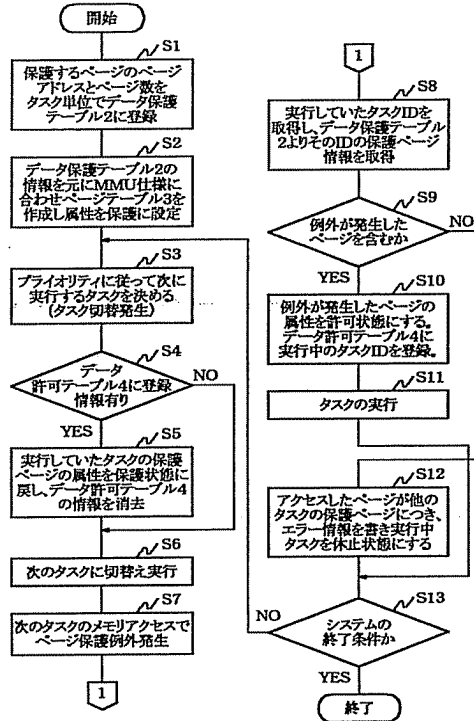 開始
S1
保護するページのページ
アドレスとページ数を
タスク単位でデータ保護
テーブル2に登録
S2
データ保護テーブル2の
情報を元にMMU仕様に
合わせページテーブル3を
作成し属性を保護に設定
S3
プライオリティに従って次に
実行するタスクを決める
(タスク切替発生)
S4
データ
許可テーブル4に登録
情報有り
NO
YES
S5
実行していたタスクの保護
ページの属性を保護状態に
戻し、データ許可テーブル4
の情報を消去
S6
次のタスクに切替え実行
S7
次のタスクのメモリアクセスで
ページ保護例外発生
1
1
S8
実行していたタスクIDを
取得し、データ保護テーブル
2よりそのIDの保護ページ
情報を取得
S9
例外が発生した
ページを含むか
NO
YES
S10
例外が発生したページの
属性を許可状態にする。
データ許可テーブル4に
実行中のタスクIDを登録。
S11
タスクの実行
S12
アクセスしたページが他の
タスクの保護ページにつき、
エラー情報を書き実行中
タスクを休止状態にする
S13
システムの
終了条件か
NO
YES
終了